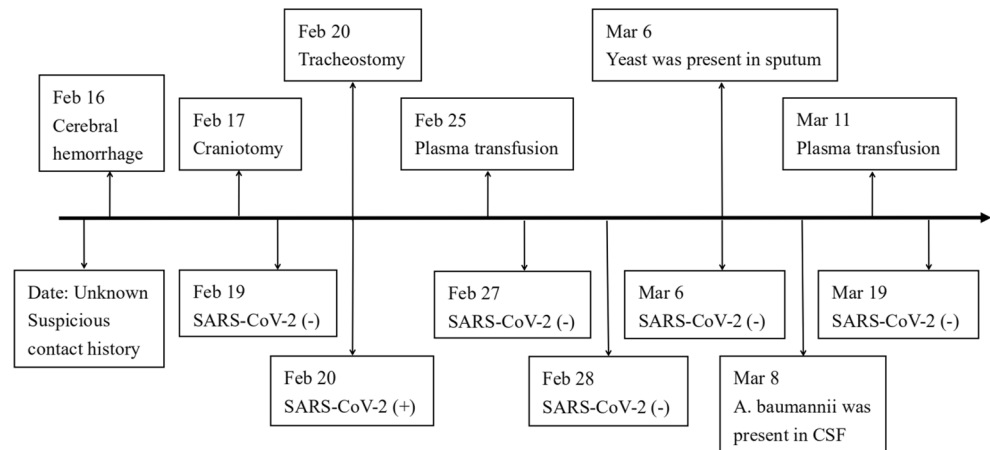 Feb 20
Tracheostomy
Mar 6
Yeast was present in sputum
Feb 16
Cerebral
hemorrhage
Feb 17
Craniotomy
Feb 25
Plasma transfusion
Mar 11
Plasma transfusion
Date: Unknown
Suspicious
contact history
Feb 19
SARS-CoV-2 (-)
Feb 27
SARS-CoV-2 (-)
Mar 6
SARS-CoV-2 (-)
Mar 19
SARS-CoV-2 (-)
Feb 20
SARS-CoV-2 (+)
Feb 28
SARS-CoV-2 (-)
Mar 8
A. baumannii was
present in CSF